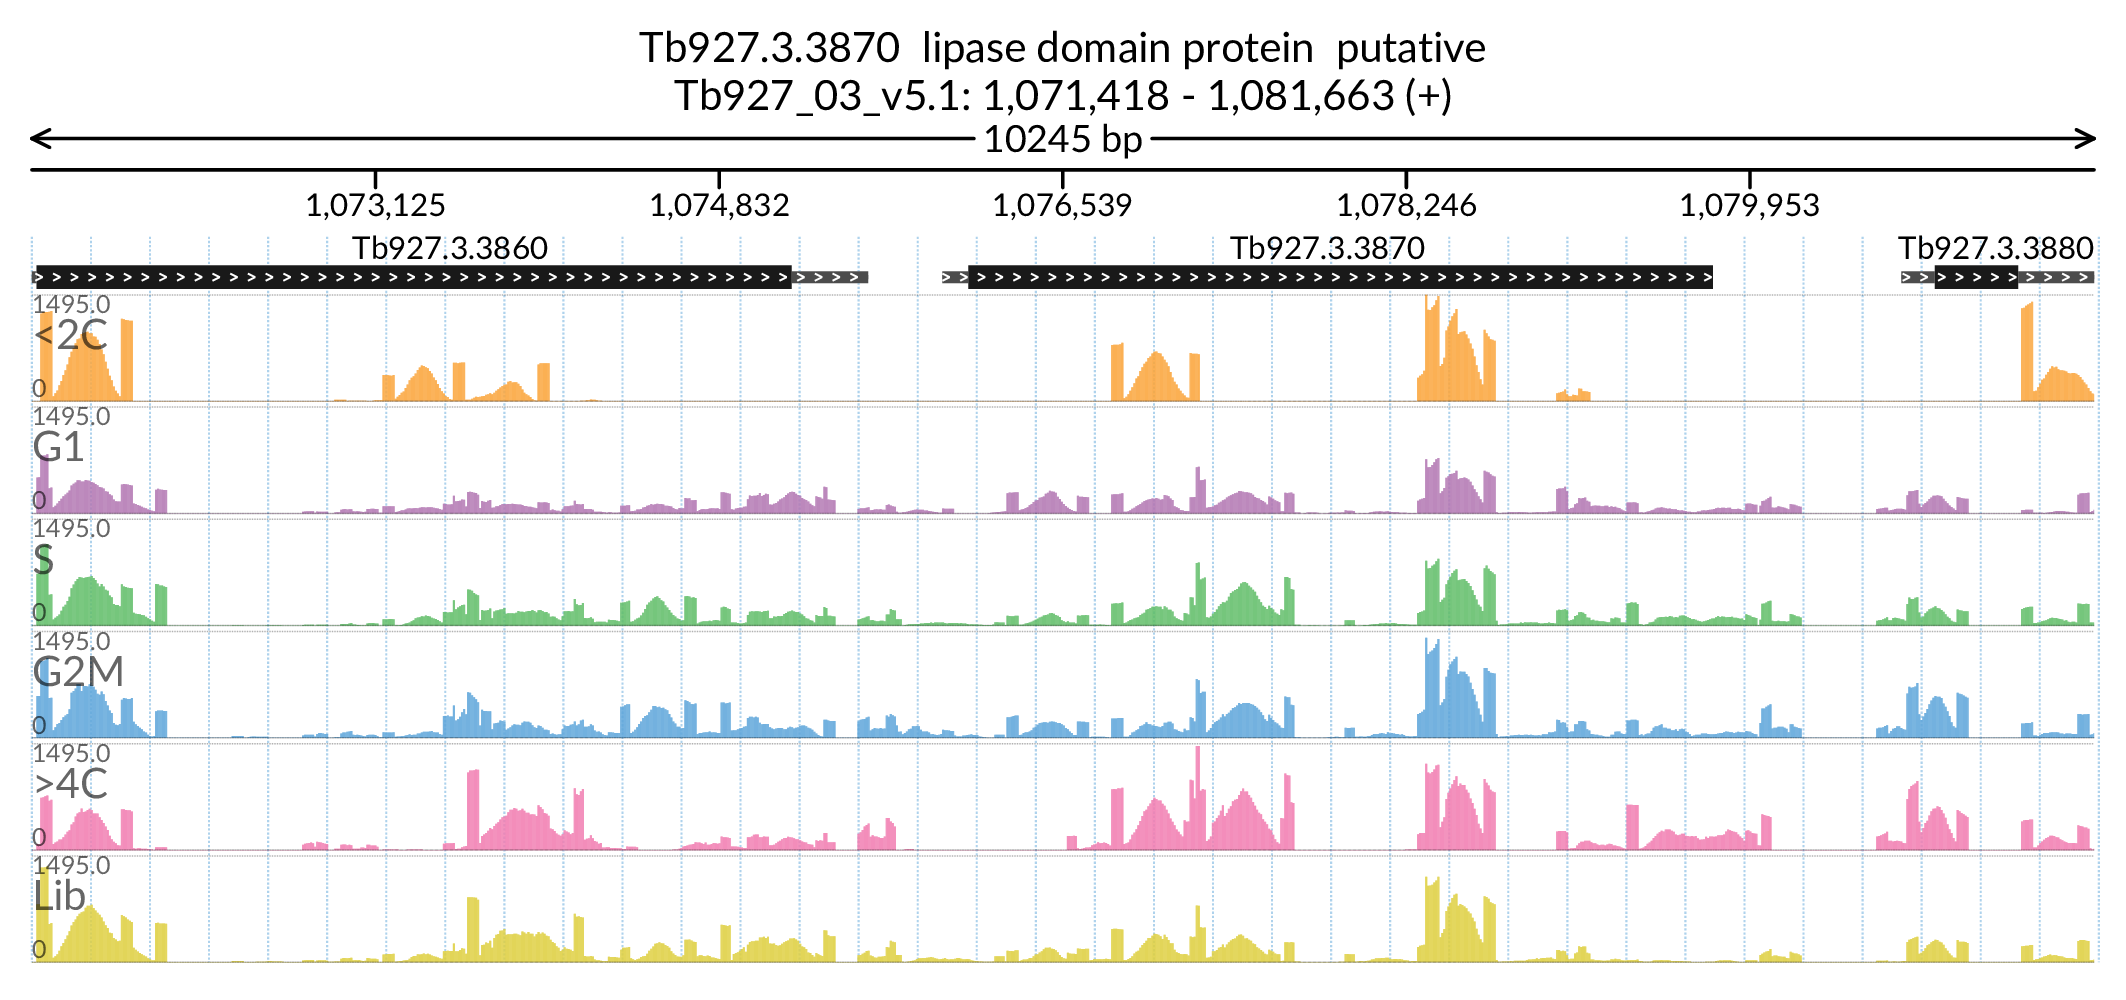 Tb927.3.3870  lipase domain protein  putative
Tb927_03_v5.1: 1,071,418 - 1,081,663 (+)
10245 bp
1,073,125 1,074,832 1,076,539 1,078,246 1,079,953
Tb927.3.3860 Tb927.3.3870 Tb927.3.3880
1495.0
<2C
0
1495.0
G1
0
1495.0
S
0
1495.0
G2M
0
1495.0
>4C
0
1495.0
Lib
0